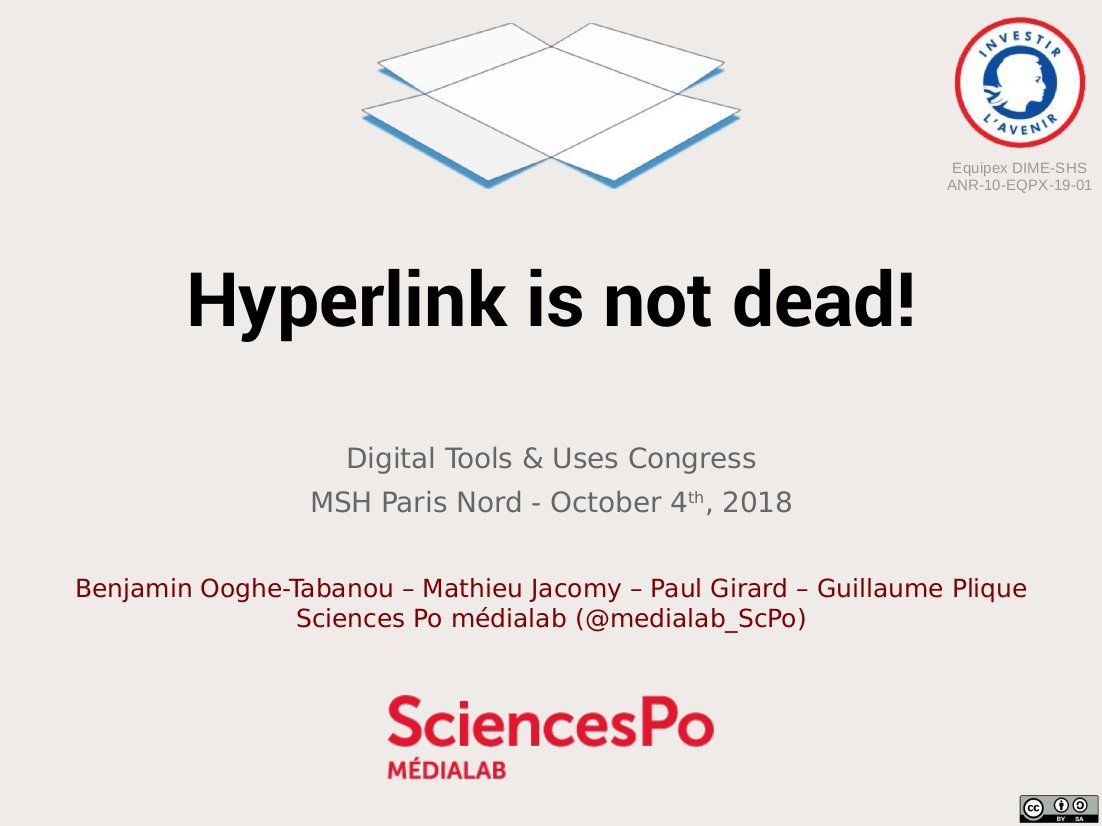 INVESTIR
L'AVENIR
Equipex DIME-SHS
ANR-10-EQPX-19-01
Hyperlink is not dead!
Digital Tools & Uses Congress
MSH Paris Nord - October 4th, 2018
Benjamin Ooghe-Tabanou – Mathieu Jacomy – Paul Girard – Guillaume Plique
Sciences Po médialab (@medialab_ScPo)
SciencesPo
MÉDIALAB
cc BY SA